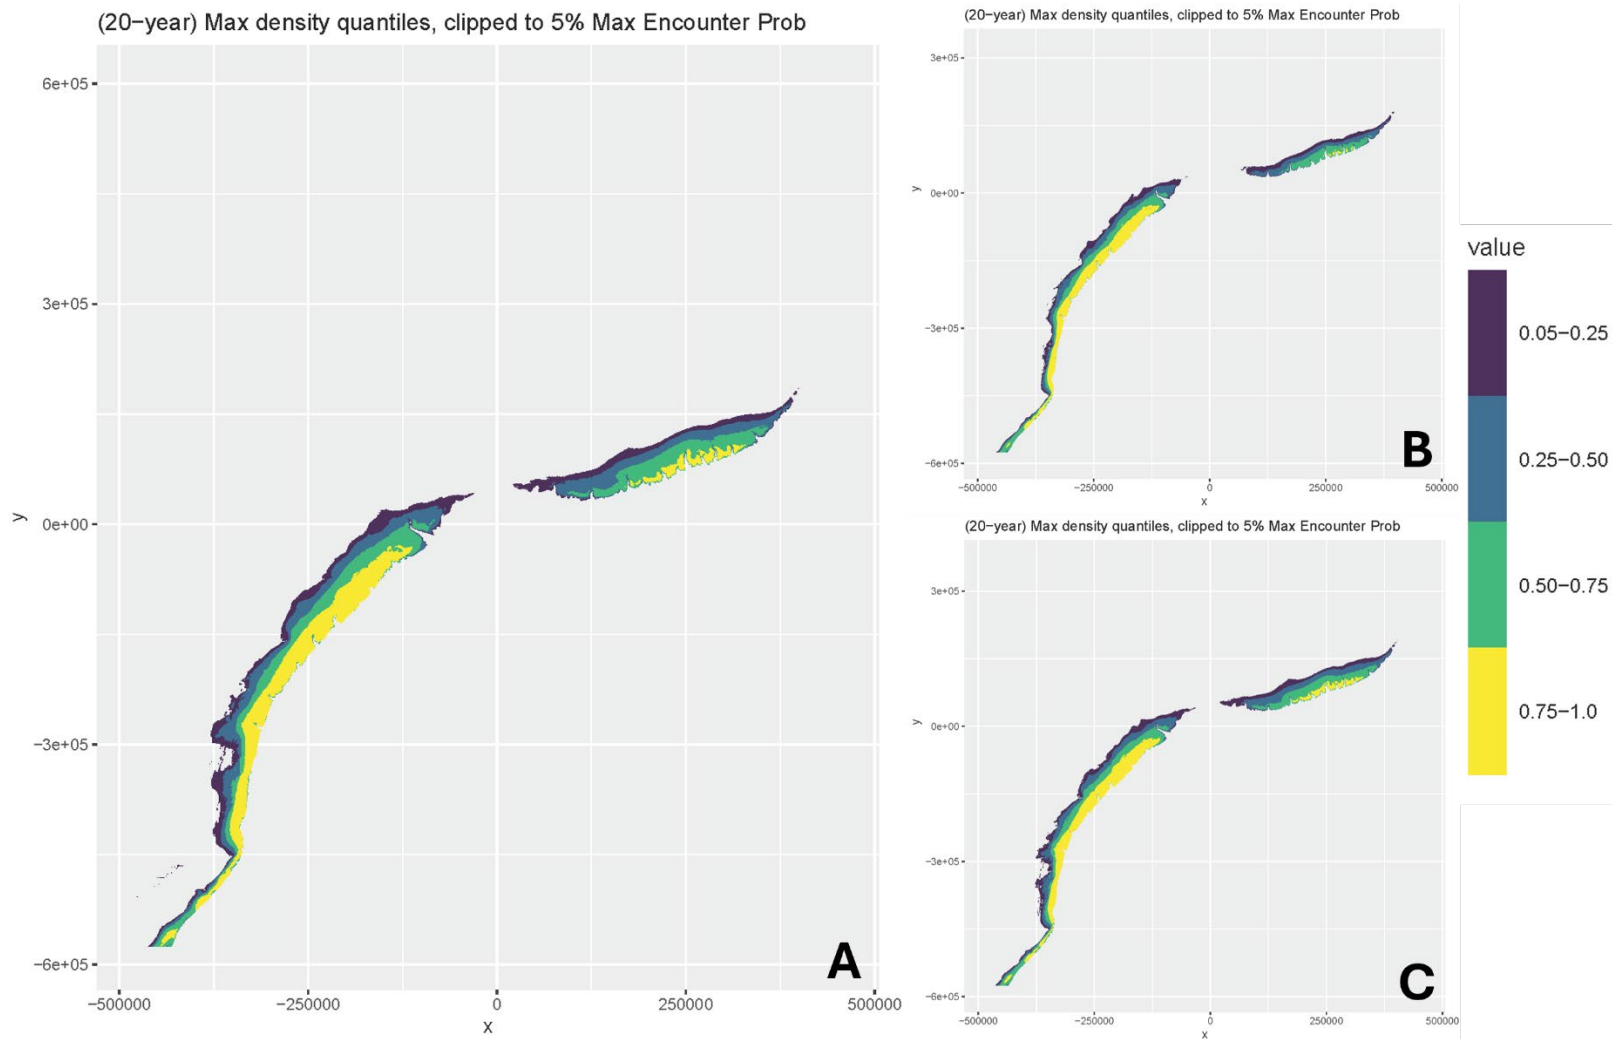 (20−year) Max density quantiles, clipped to 5% Max Encounter Prob
6e+05
3e+05
0e+00
−3e+05
−6e+05
y
−500000
−250000
0
250000
500000
x
A
(20−year) Max density quantiles, clipped to 5% Max Encounter Prob
3e+05
0e+00
−3e+05
−6e+05
y
−500000
−250000
0
250000
500000
x
B
(20−year) Max density quantiles, clipped to 5% Max Encounter Prob
3e+05
0e+00
−3e+05
−6e+05
y
−500000
−250000
0
250000
500000
x
C
value
0.05−0.25
0.25−0.50
0.50−0.75
0.75−1.0